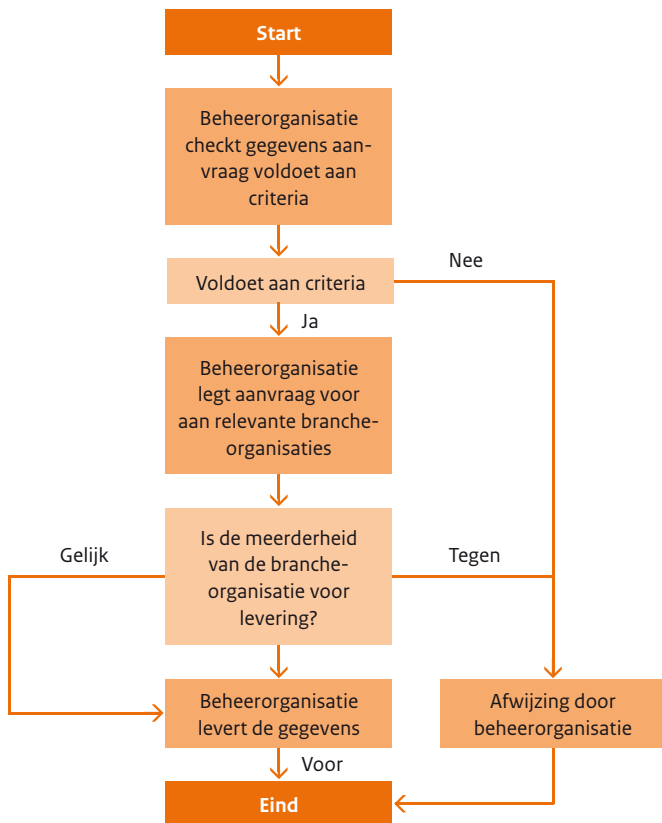 Start
Beheerorganisatie
checkt gegevens aan-
vraag voldoet aan
criteria
Nee
Voldoet aan criteria
Ja
Beheerorganisatie
legt aanvraag voor
aan relevante branche-
organisaties
Gelijk
Is de meerderheid
van de branche-
organisatie voor
levering?
Tegen
Beheerorganisatie
levert de gegevens
Afwijzing door
beheerorganisatie
Voor
Eind